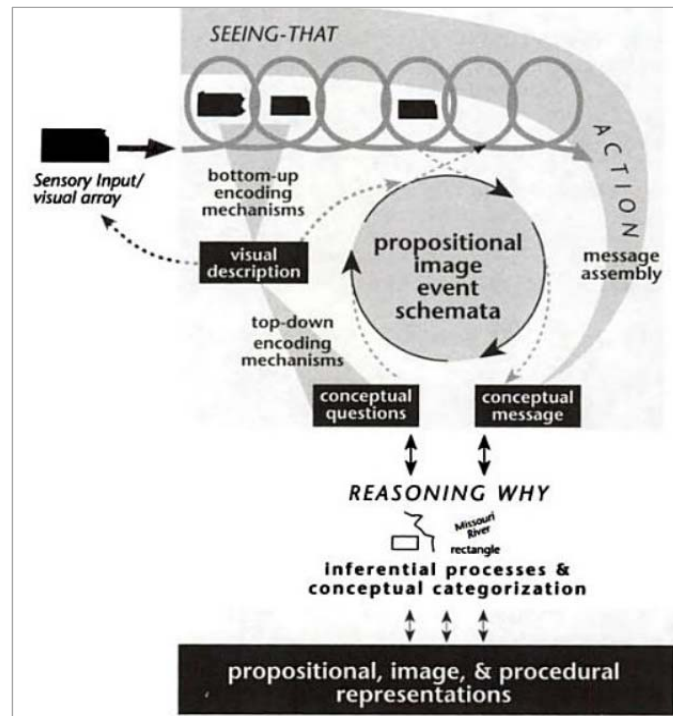 SEEING-THAT
ACTION
Sensory Input/
visual array
bottom-up
encoding
mechanisms
visual
description
propositional
image
event
schemata
message
assembly
top-down
encoding
mechanisms
conceptual
questions
conceptual
message
REASONING WHY
Missouri
River
rectangle
inferential processes &
conceptual categorization
propositional, image, & procedural
representations